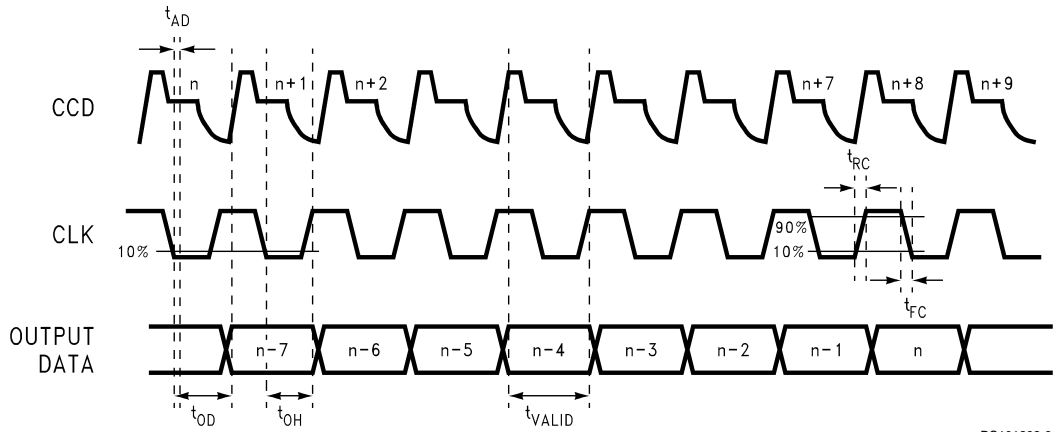 tAD
CCD
n
n+1
n+2
n+7
n+8
n+9
tRC
CLK
10%
90%
10%
tFC
OUTPUT
DATA
n-7
n-6
n-5
n-4
n-3
n-2
n-1
n
tOD
tOH
tVALID